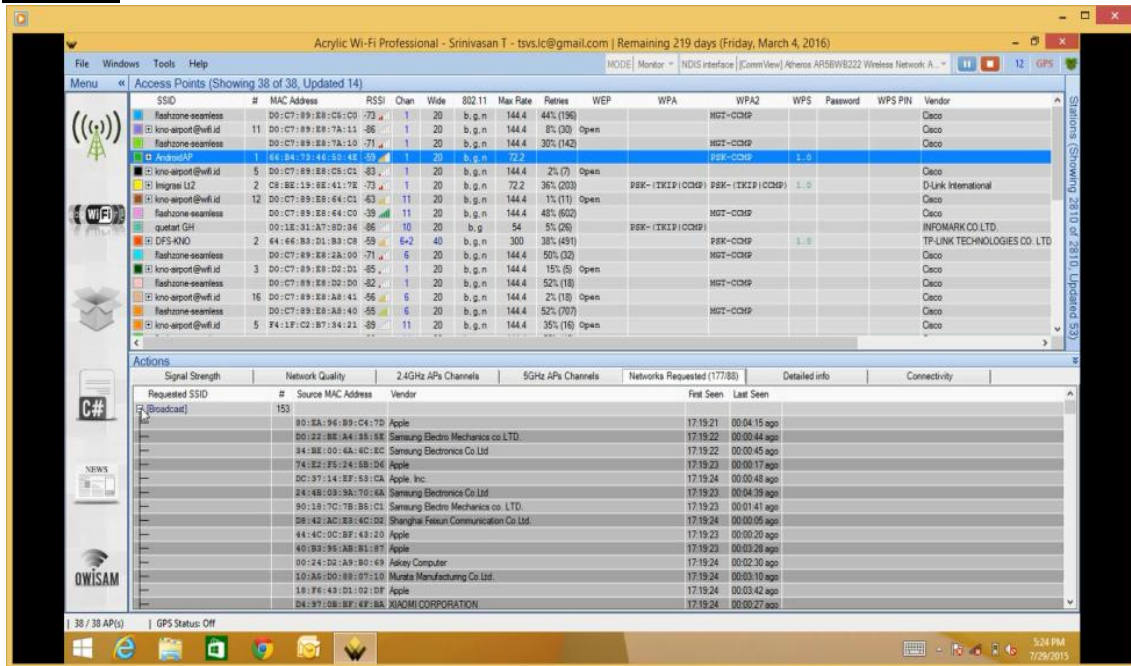 Acrylic Wi-Fi Professional - Srinivasan T - tsvs.lc@gmail.com | Remaining 219 days (Friday, March 4, 2016)
File Windows Tools Help
MODE Monitor NDIS interface [CommView] Atheros AR5BWB222 Wireless Network A... 12 GPS
Menu « Access Points (Showing 38 of 38, Updated 14)
SSID # MAC Address RSSI Chan Wide 802.11 Max Rate Retries WEP WPA WPA2 WPS Password WPS PIN Vendor
flashzone-seamless D0:C7:89:E8:C5:C0 -73 1 20 b, g, n 144.4 44% (196) MGT-CCMP Cisco
kno-airport@wifi.id 11 D0:C7:89:E8:7A:11 -86 1 20 b, g, n 144.4 8% (30) Open Cisco
flashzone-seamless D0:C7:89:E8:7A:10 -71 1 20 b, g, n 144.4 30% (142) MGT-CCMP Cisco
AndroidAP 1 66:B4:73:46:50:4E -59 1 20 b, g, n 72.2 PSK-CCMP 1.0
kno-airport@wifi.id 5 D0:C7:89:E8:C5:C1 -83 1 20 b, g, n 144.4 2% (7) Open Cisco
Imigrasi Lt2 2 C8:BE:19:8E:41:7E -73 1 20 b, g, n 72.2 36% (203) PSK-(TKIP|CCMP) PSK-(TKIP|CCMP) 1.0 D-Link International
kno-airport@wifi.id 12 D0:C7:89:E8:64:C1 -63 11 20 b, g, n 144.4 1% (11) Open Cisco
flashzone-seamless D0:C7:89:E8:64:C0 -39 11 20 b, g, n 144.4 48% (602) MGT-CCMP Cisco
quetart GH 00:1E:31:A7:8D:36 -86 10 20 b, g 54 5% (26) PSK-(TKIP|CCMP) INFOMARK CO.,LTD.
DFS-KNO 2 64:66:B3:D1:B3:C8 -59 6+2 40 b, g, n 300 38% (491) PSK-CCMP 1.0 TP-LINK TECHNOLOGIES CO. LTD
flashzone-seamless D0:C7:89:E8:2A:00 -71 6 20 b, g, n 144.4 50% (32) MGT-CCMP Cisco
kno-airport@wifi.id 3 D0:C7:89:E8:D2:D1 -85 1 20 b, g, n 144.4 15% (5) Open Cisco
flashzone-seamless D0:C7:89:E8:D2:D0 -82 1 20 b, g, n 144.4 52% (18) MGT-CCMP Cisco
kno-airport@wifi.id 16 D0:C7:89:E8:A8:41 -56 6 20 b, g, n 144.4 2% (18) Open Cisco
flashzone-seamless D0:C7:89:E8:A8:40 -55 6 20 b, g, n 144.4 52% (707) MGT-CCMP Cisco
kno-airport@wifi.id 5 F4:1F:C2:B7:34:21 -89 11 20 b, g, n 144.4 35% (16) Open Cisco
Stations (Showing 2810 of 2810, Updated 53)
Actions
Signal Strength Network Quality 2.4GHz APs Channels 5GHz APs Channels Networks Requested (177/88) Detailed info Connectivity
Requested SSID # Source MAC Address Vendor First Seen Last Seen
[Broadcast] 153
80:EA:96:B9:C4:7D Apple 17:19:21 00:04:15 ago
D0:22:BE:A4:35:5E Samsung Electro Mechanics co.,LTD. 17:19:22 00:00:44 ago
34:BE:00:6A:6C:EC Samsung Electronics Co.,Ltd 17:19:22 00:00:45 ago
74:E2:F5:24:5B:D6 Apple 17:19:23 00:00:17 ago
DC:37:14:EF:53:CA Apple, Inc. 17:19:24 00:00:48 ago
24:4B:03:9A:70:6A Samsung Electronics Co.,Ltd 17:19:23 00:04:39 ago
90:18:7C:7B:B5:C1 Samsung Electro Mechanics co., LTD. 17:19:23 00:01:41 ago
D8:42:AC:E3:4C:D2 Shanghai Feixun Communication Co.,Ltd. 17:19:24 00:00:05 ago
44:4C:0C:BF:43:20 Apple 17:19:23 00:00:20 ago
40:B3:95:AB:B1:87 Apple 17:19:23 00:03:28 ago
00:24:D2:A9:B0:69 Askey Computer 17:19:24 00:02:30 ago
10:A5:D0:88:07:10 Murata Manufacturing Co.,Ltd. 17:19:24 00:03:10 ago
18:F6:43:D1:02:DF Apple 17:19:24 00:03:42 ago
D4:97:0B:BF:6F:BA XIAOMI CORPORATION 17:19:24 00:00:27 ago
WiFi
C#
NEWS
OWISAM
38 / 38 AP(s) GPS Status: Off
5:24 PM
7/29/2015